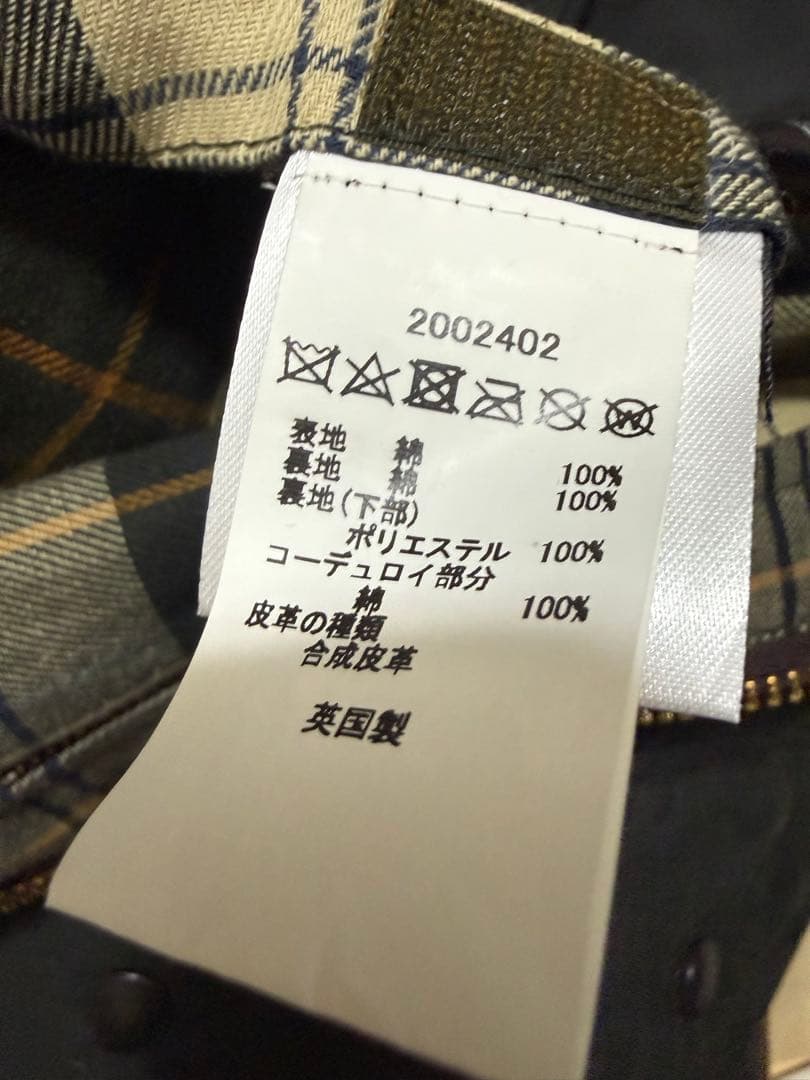 2002402
表地 綿 100%
裏地 綿 100%
裏地(下部)
ポリエステル 100%
コーデュロイ部分
綿 100%
皮革の種類
合成皮革
英国製